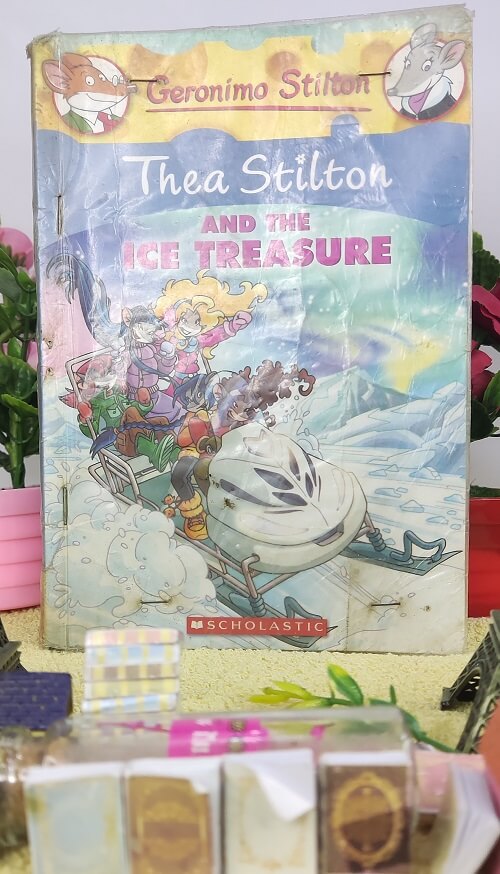 Geronimo Stilton
Thea Stilton
AND THE
ICE TREASURE
SCHOLASTIC